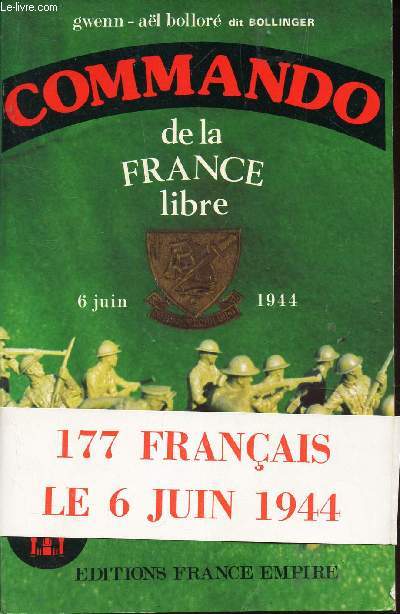 Le-livre.com
gwenn-aël bolloré dit BOLLINGER
COMMANDO
de la
FRANCE
libre
6 juin 1944
177 FRANÇAIS
LE 6 JUIN 1944
EDITIONS FRANCE EMPIRE